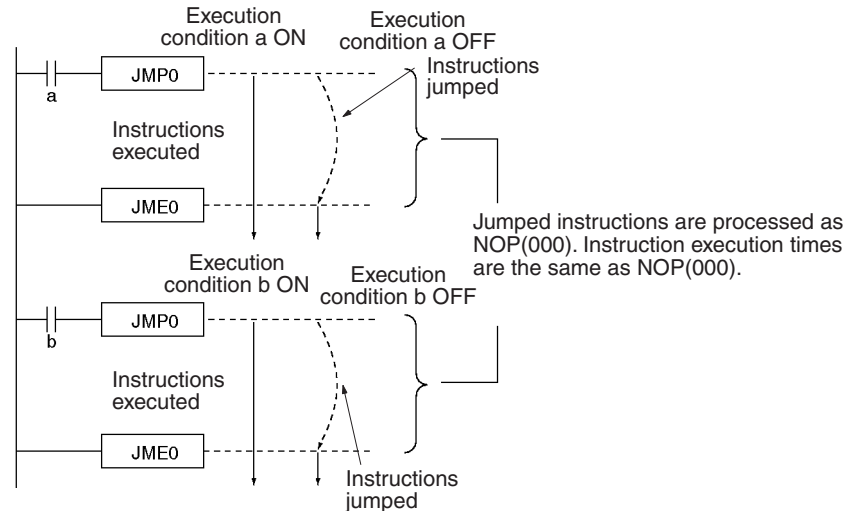 Execution
condition a ON
Execution
condition a OFF
JMP0
a
Instructions
jumped
Instructions
executed
JME0
Jumped instructions are processed as
NOP(000). Instruction execution times
are the same as NOP(000).
Execution
condition b ON
Execution
condition b OFF
JMP0
b
Instructions
executed
JME0
Instructions
jumped